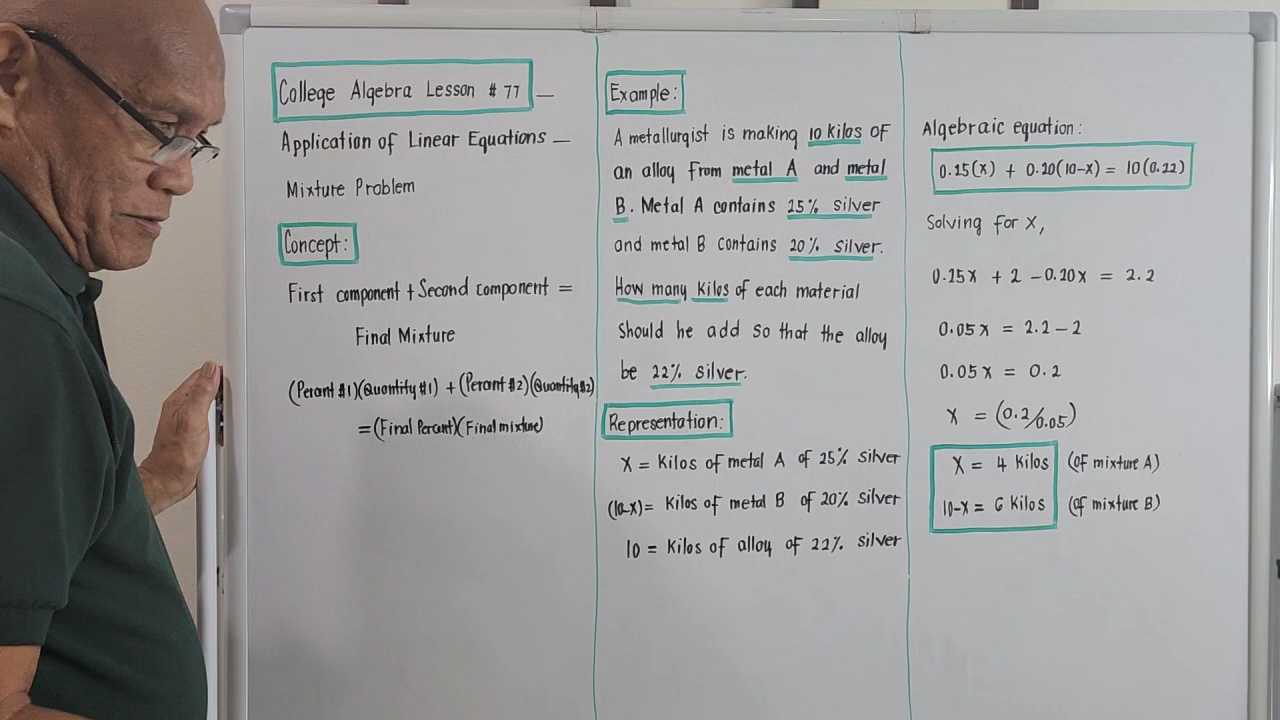 College Algebra Lesson # 77 —
Application of Linear Equations —
Mixture Problem
Concept:
First component + Second component =
Final Mixture
(Percent #1)(Quantity #1) + (Percent #2)(Quantity #2)
= (Final Percent)(Final mixture)
Example:
A metallurgist is making 10 kilos of
an alloy from metal A and metal
B. Metal A contains 25% silver
and metal B contains 20% silver.
How many kilos of each material
Should he add so that the alloy
be 22% silver.
Representation:
X = Kilos of metal A of 25% silver
(10-X) = Kilos of metal B of 20% silver
10 = Kilos of alloy of 22% silver
Algebraic equation:
0.25(X) + 0.20(10-X) = 10(0.22)
Solving for X,
0.25X + 2 - 0.20X = 2.2
0.05X = 2.2 - 2
0.05X = 0.2
X = (0.2/0.05)
X = 4 Kilos (of mixture A)
10-X = 6 Kilos (of mixture B)